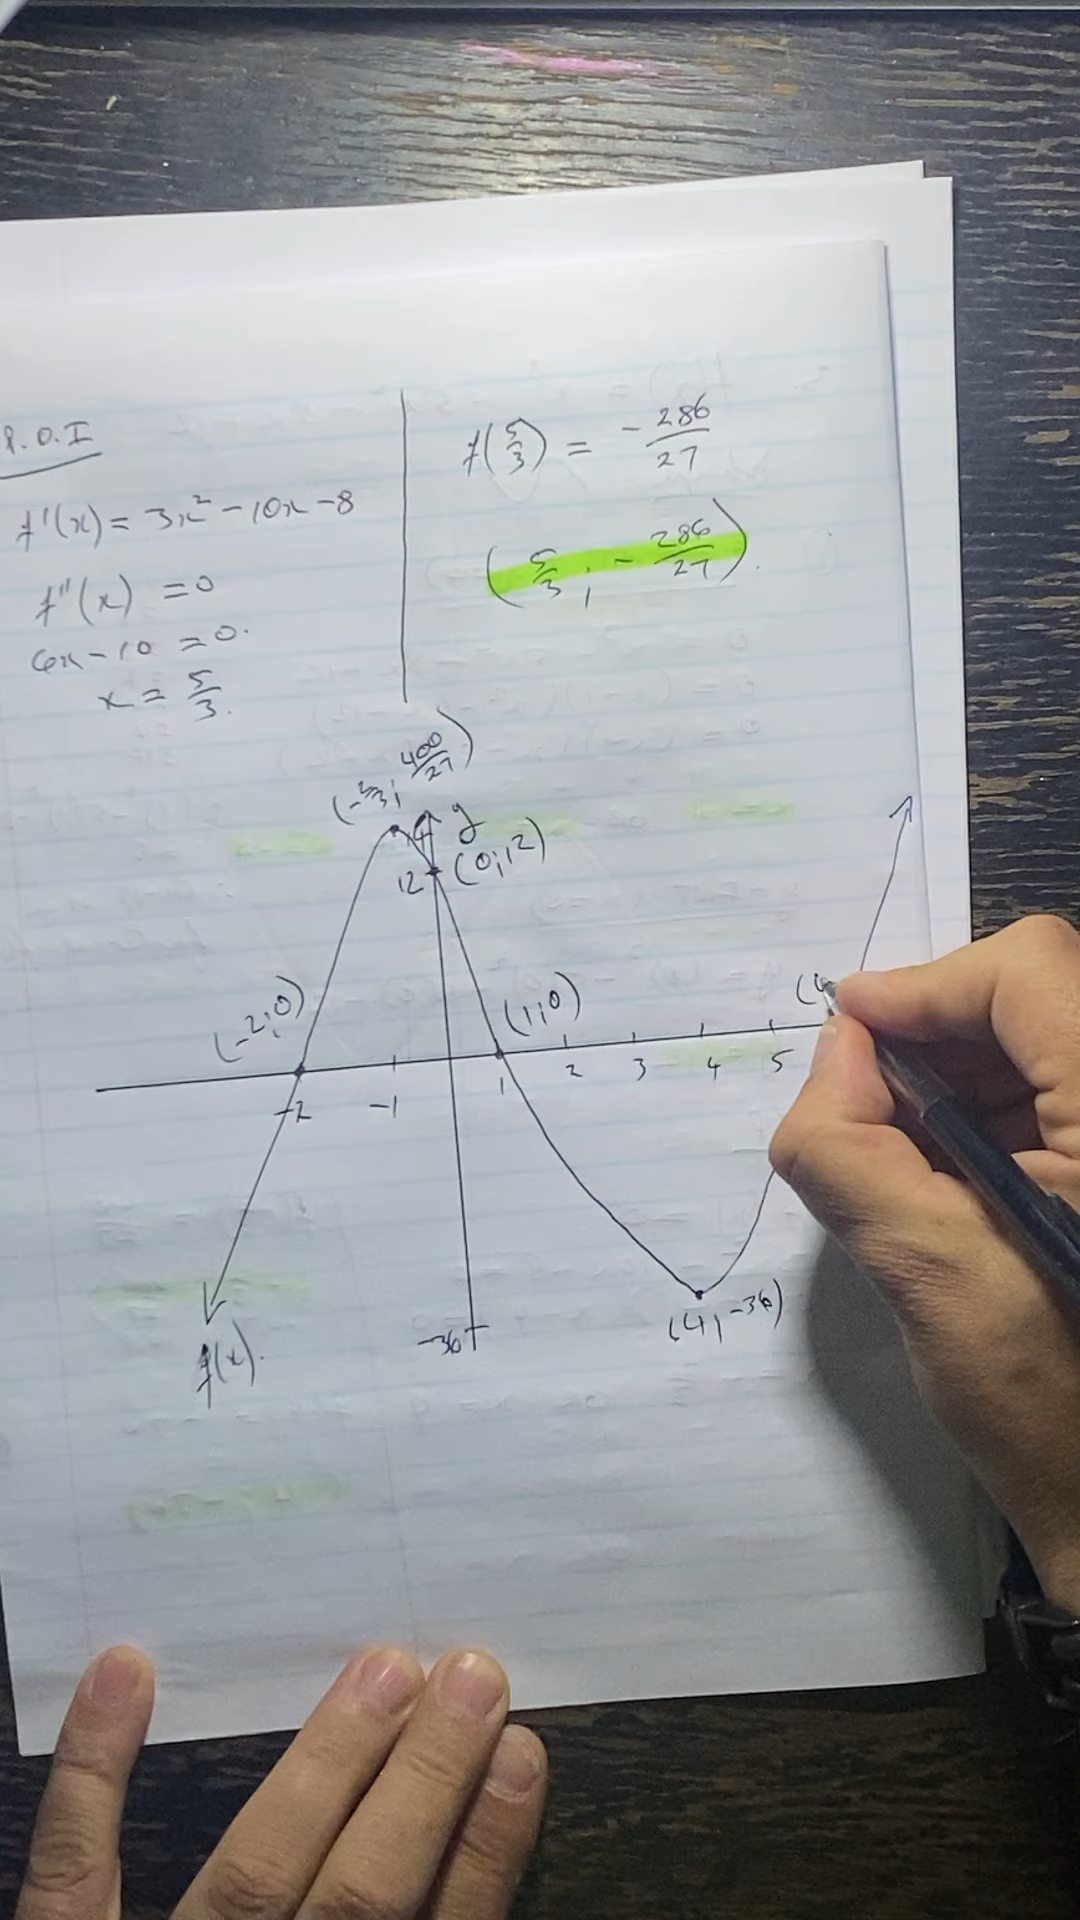 P.O.I
f'(x) = 3x² - 10x - 8
f''(x) = 0
6x - 10 = 0.
x = 5/3.
f(5/3) = - 286/27
(5/3 ; - 286/27).
(-2/3; 400/27)
y
12 (0;12)
(-2;0)
(1;0)
-2 -1 1 2 3 4 5
(4; -36)
-36
f(x).